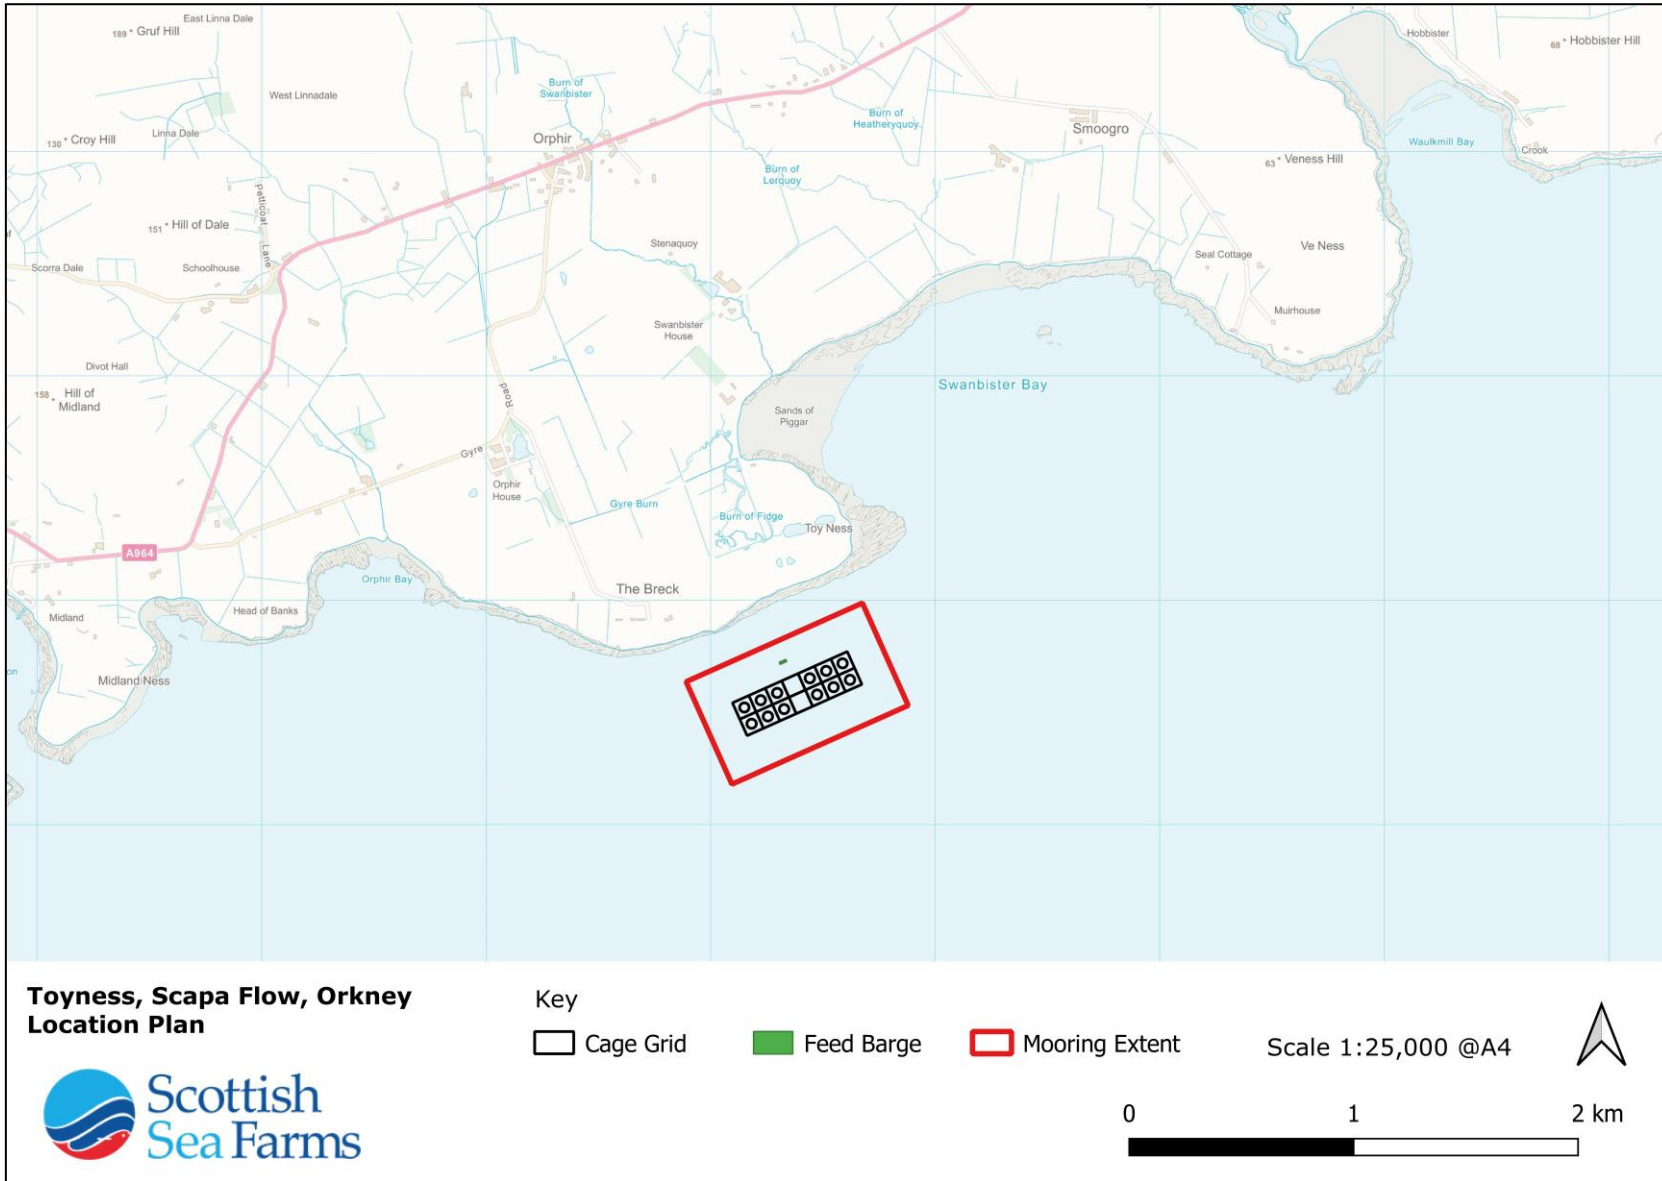 East Linna Dale
189 • Gruf Hill
Hobbister
68 • Hobbister Hill
Burn of
Swanbister
West Linnadale
Burn of
Heatheryquoy
Smoogro
Linna Dale
130 • Croy Hill
Orphir
Waulkmill Bay
Crook
63 • Veness Hill
Burn of
Lerquoy
Petticoat Lane
151 • Hill of Dale
Stenaquoy
Ve Ness
Seal Cottage
Scorra Dale
Schoolhouse
Muirhouse
Swanbister
House
Divot Hall
158 • Hill of
Midland
Road
Swanbister Bay
Sands of
Piggar
Gyre
Orphir
House
Gyre Burn
Burn of Fidge
Toy Ness
A964
Orphir Bay
The Breck
Head of Banks
Midland
on
Midland Ness
Toyness, Scapa Flow, Orkney
Location Plan
Key
Cage Grid
Feed Barge
Mooring Extent
Scale 1:25,000 @A4
Scottish
Sea Farms
0 1 2 km